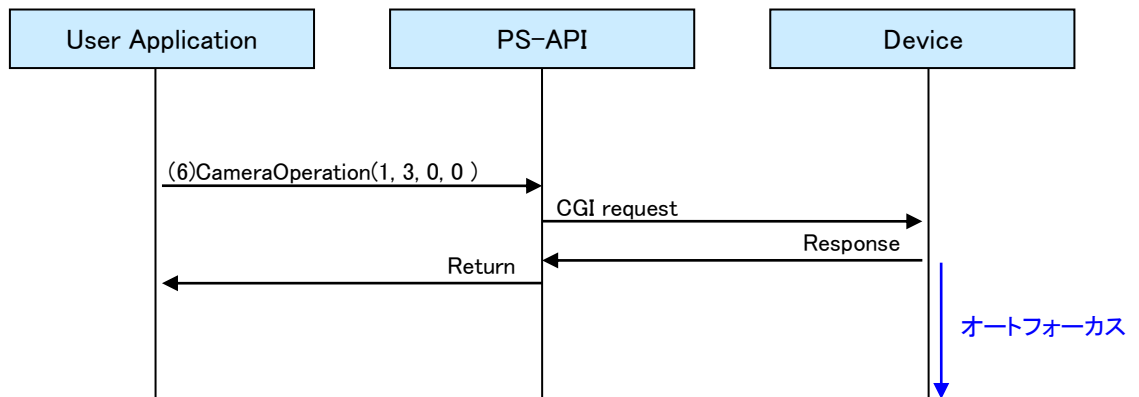 User Application
PS-API
Device
(6)CameraOperation(1, 3, 0, 0 )
CGI request
Response
Return
オートフォーカス